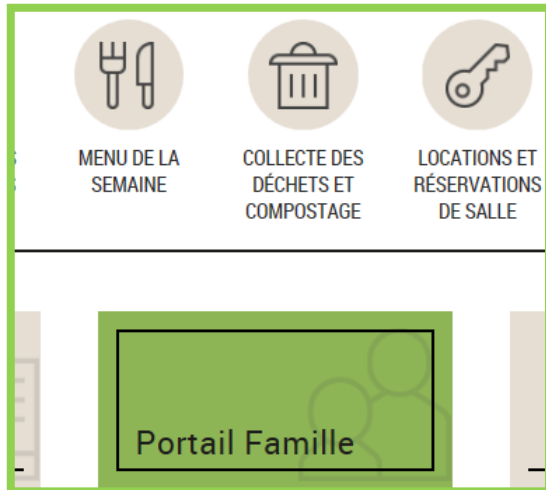 MENU DE LA
SEMAINE
COLLECTE DES
DÉCHETS ET
COMPOSTAGE
LOCATIONS ET
RÉSERVATIONS
DE SALLE
Portail Famille